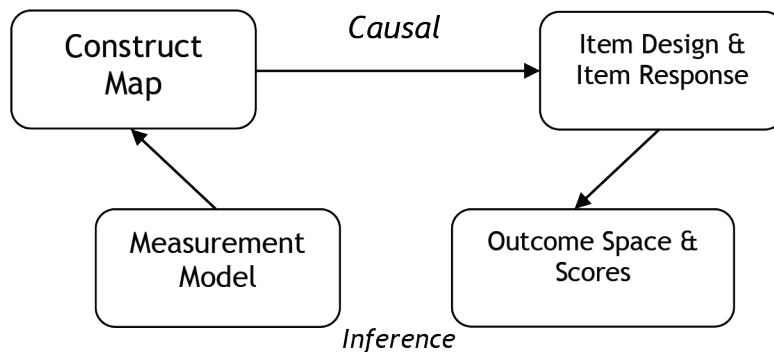 Causal
Construct
Map
Item Design &
Item Response
Measurement
Model
Outcome Space &
Scores
Inference